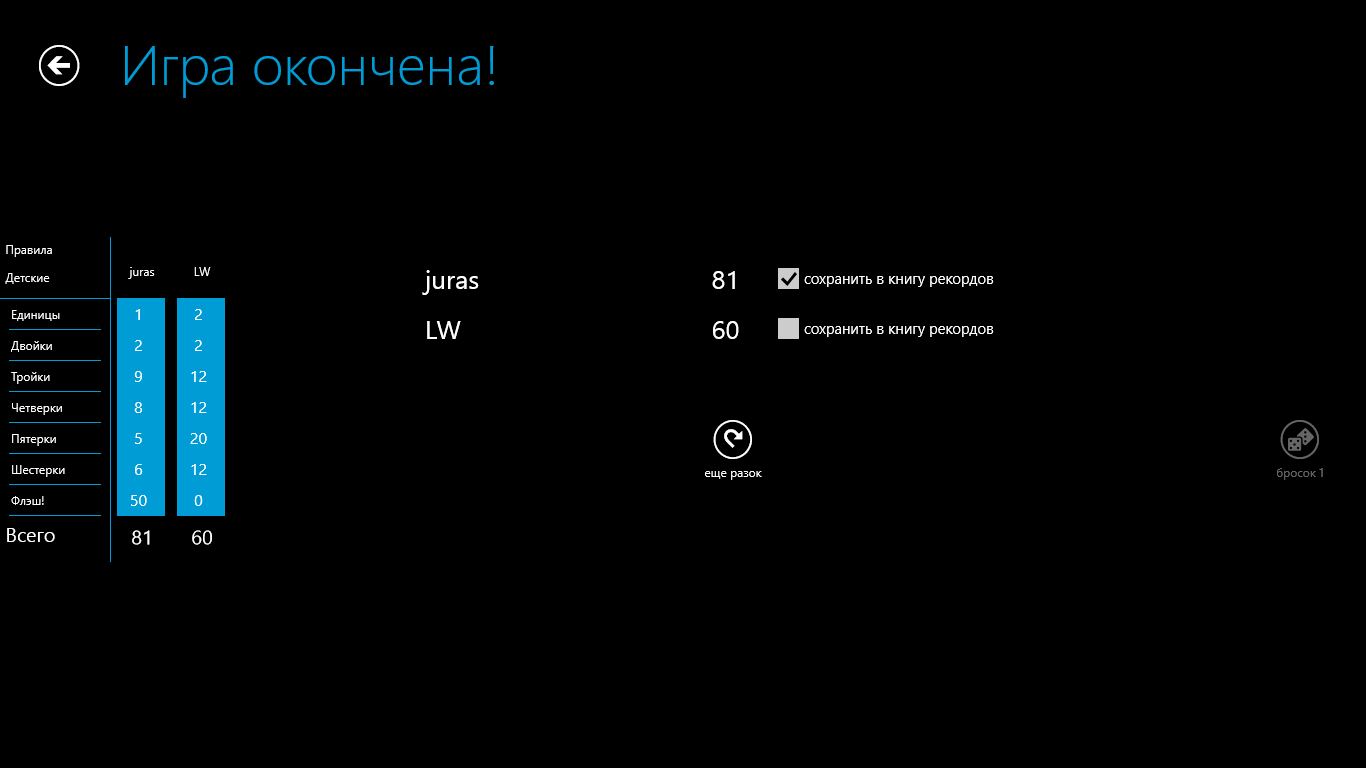 Игра окончена!
Правила
Детские
juras LW
Единицы 1 2
Двойки 2 2
Тройки 9 12
Четверки 8 12
Пятерки 5 20
Шестерки 6 12
Флэш! 50 0
Всего 81 60
juras 81 сохранить в книгу рекордов
LW 60 сохранить в книгу рекордов
еще разок
бросок 1